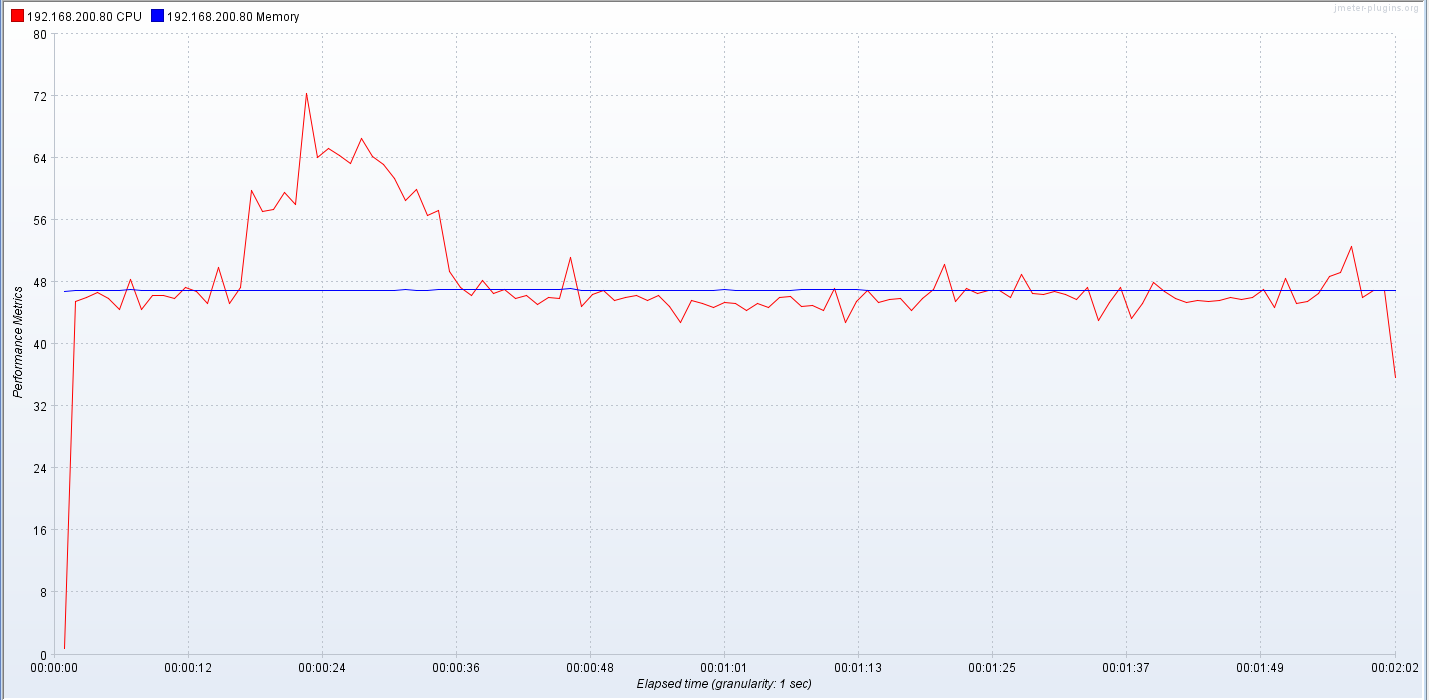 192.168.200.80 CPU 192.168.200.80 Memory
jmeter-plugins.org
80
72
64
56
48
40
32
24
16
8
0
Performance Metrics
00:00:00 00:00:12 00:00:24 00:00:36 00:00:48 00:01:01 00:01:13 00:01:25 00:01:37 00:01:49 00:02:02
Elapsed time (granularity: 1 sec)